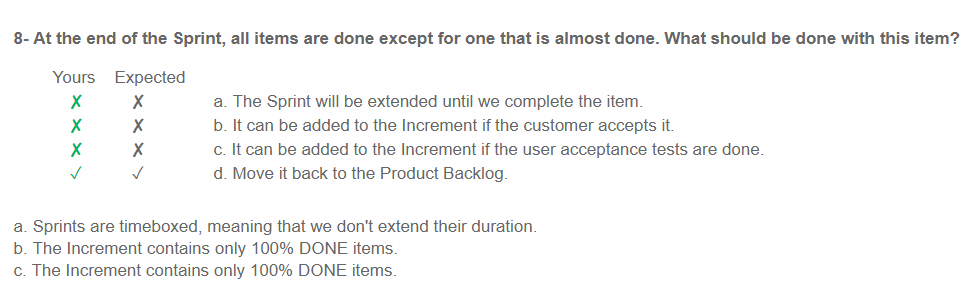 8- At the end of the Sprint, all items are done except for one that is almost done. What should be done with this item?
Yours Expected
✗ ✗ a. The Sprint will be extended until we complete the item.
✗ ✗ b. It can be added to the Increment if the customer accepts it.
✗ ✗ c. It can be added to the Increment if the user acceptance tests are done.
✓ ✓ d. Move it back to the Product Backlog.
a. Sprints are timeboxed, meaning that we don't extend their duration.
b. The Increment contains only 100% DONE items.
c. The Increment contains only 100% DONE items.